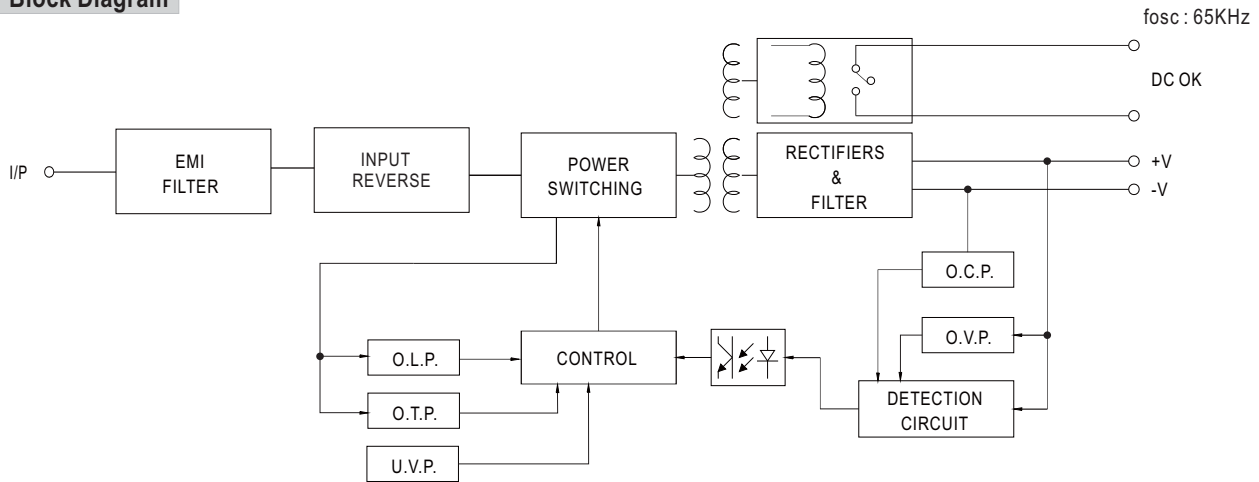 Block Diagram
fosc : 65KHz
DC OK
I/P
EMI
FILTER
INPUT
REVERSE
POWER
SWITCHING
RECTIFIERS
&
FILTER
+V
-V
O.C.P.
O.V.P.
O.L.P.
CONTROL
DETECTION
CIRCUIT
O.T.P.
U.V.P.